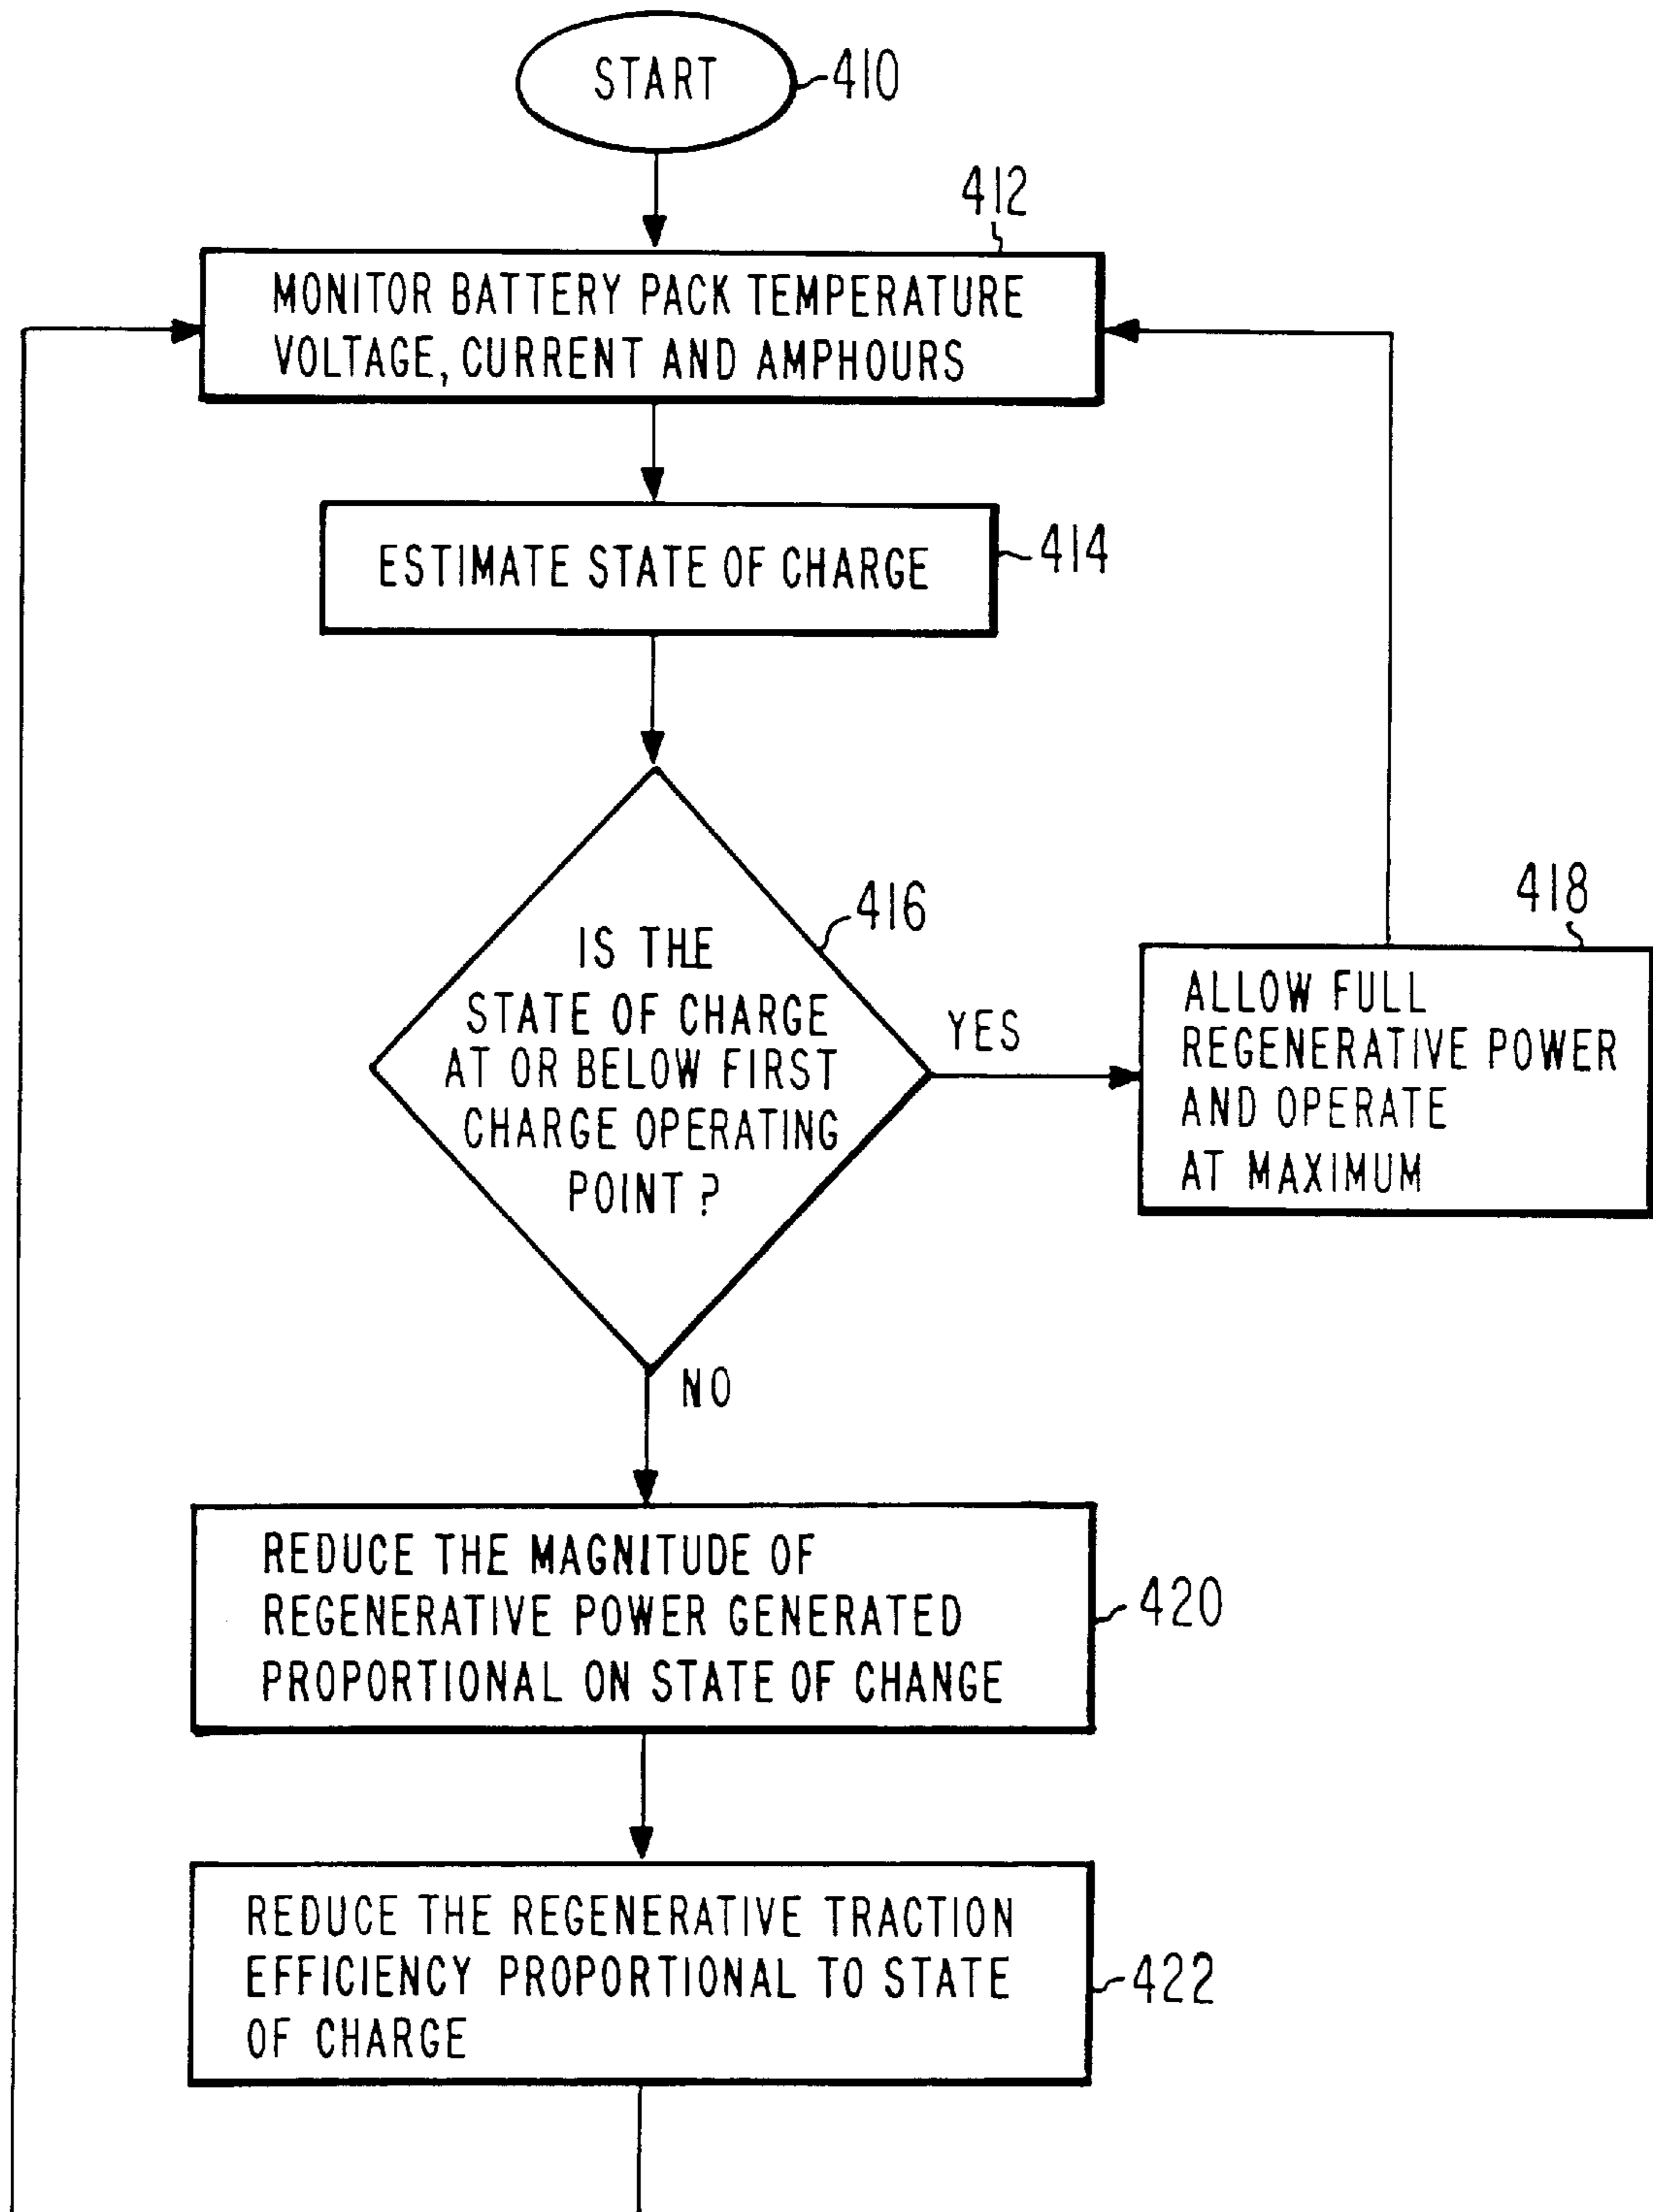 START
410
412
MONITOR BATTERY PACK TEMPERATURE
VOLTAGE, CURRENT AND AMPHOURS
ESTIMATE STATE OF CHARGE
414
416
IS THE
STATE OF CHARGE
AT OR BELOW FIRST
CHARGE OPERATING
POINT ?
YES
418
ALLOW FULL
REGENERATIVE POWER
AND OPERATE
AT MAXIMUM
NO
REDUCE THE MAGNITUDE OF
REGENERATIVE POWER GENERATED
PROPORTIONAL ON STATE OF CHANGE
420
REDUCE THE REGENERATIVE TRACTION
EFFICIENCY PROPORTIONAL TO STATE
OF CHARGE
422